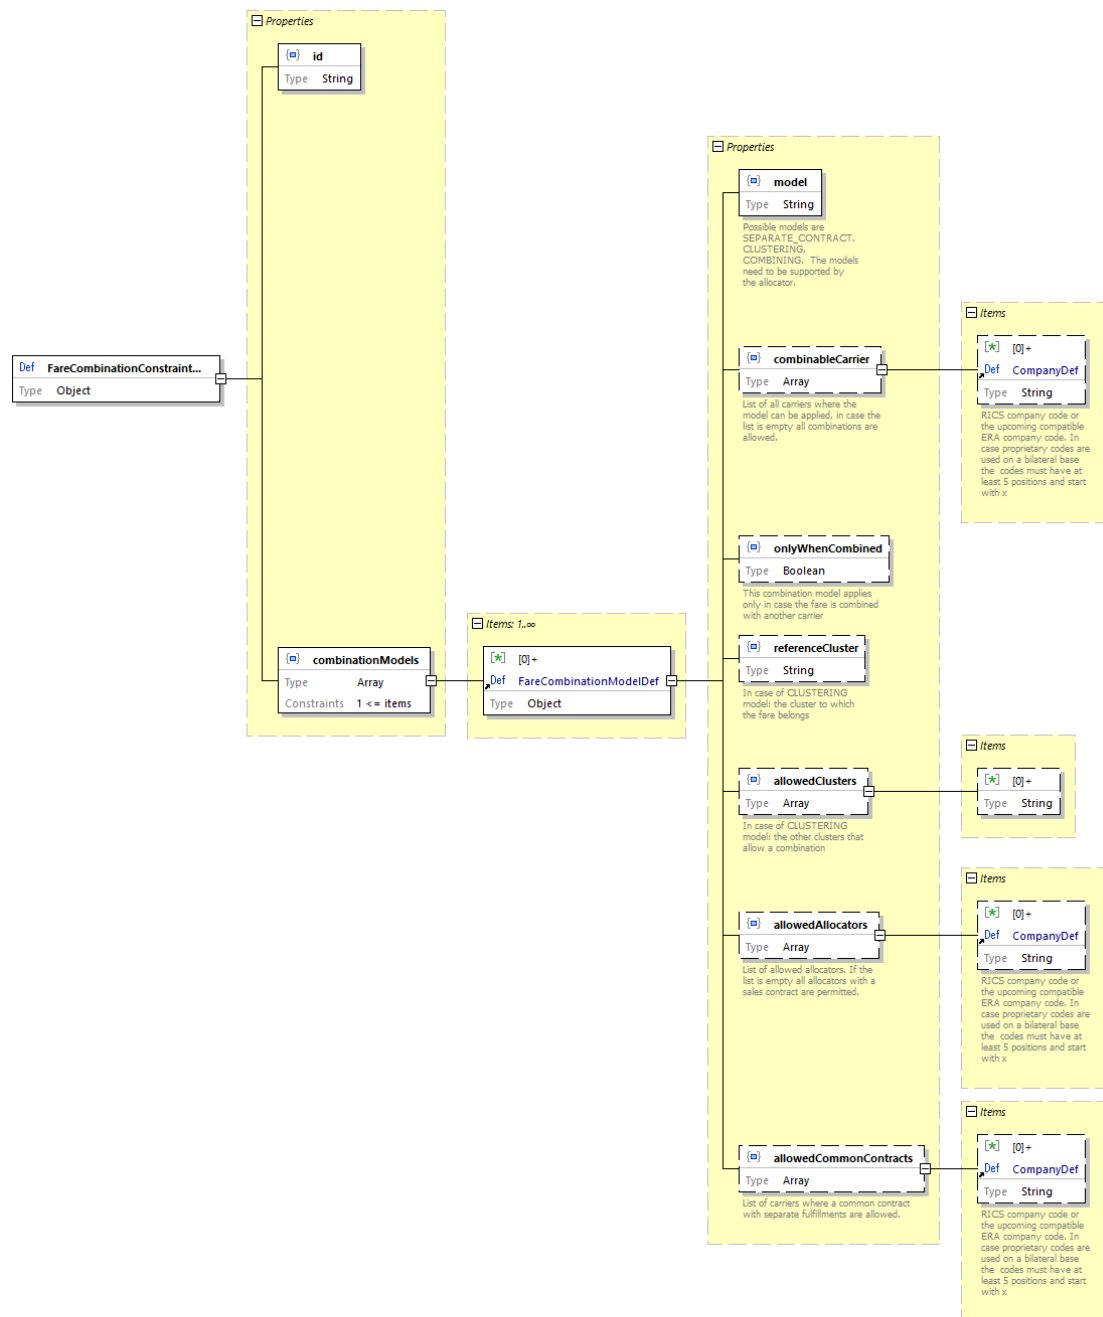 Properties
id
Type String
Properties
model
Type String
Possible models are
SEPARATE_CONTRACT,
CLUSTERING,
COMBINING. The models
need to be supported by
the allocator.
Items
combinableCarrier
Type Array
List of all carriers where the
model can be applied, in case the
list is empty all combinations are
allowed.
[0]+
Def CompanyDef
Type String
RICS company code or
the upcoming compatible
ERA company code. In
case proprietary codes are
used on a bilateral base
the codes must have at
least 5 positions and start
with x
Def FareCombinationConstraint...
Type Object
onlyWhenCombined
Type Boolean
This combination model applies
only in case the fare is combined
with another carrier
Items: 1..∞
combinationModels
Type Array
Constraints 1 <= items
[0]+
Def FareCombinationModelDef
Type Object
referenceCluster
Type String
In case of CLUSTERING
model: the cluster to which
the fare belongs
Items
allowedClusters
Type Array
In case of CLUSTERING
model: the other clusters that
allow a combination
[0]+
Type String
Items
allowedAllocators
Type Array
List of allowed allocators. If the
list is empty all allocators with a
sales contract are permitted.
[0]+
Def CompanyDef
Type String
RICS company code or
the upcoming compatible
ERA company code. In
case proprietary codes are
used on a bilateral base
the codes must have at
least 5 positions and start
with x
Items
allowedCommonContracts
Type Array
List of carriers where a common contract
with separate fulfillments are allowed.
[0]+
Def CompanyDef
Type String
RICS company code or
the upcoming compatible
ERA company code. In
case proprietary codes are
used on a bilateral base
the codes must have at
least 5 positions and start
with x